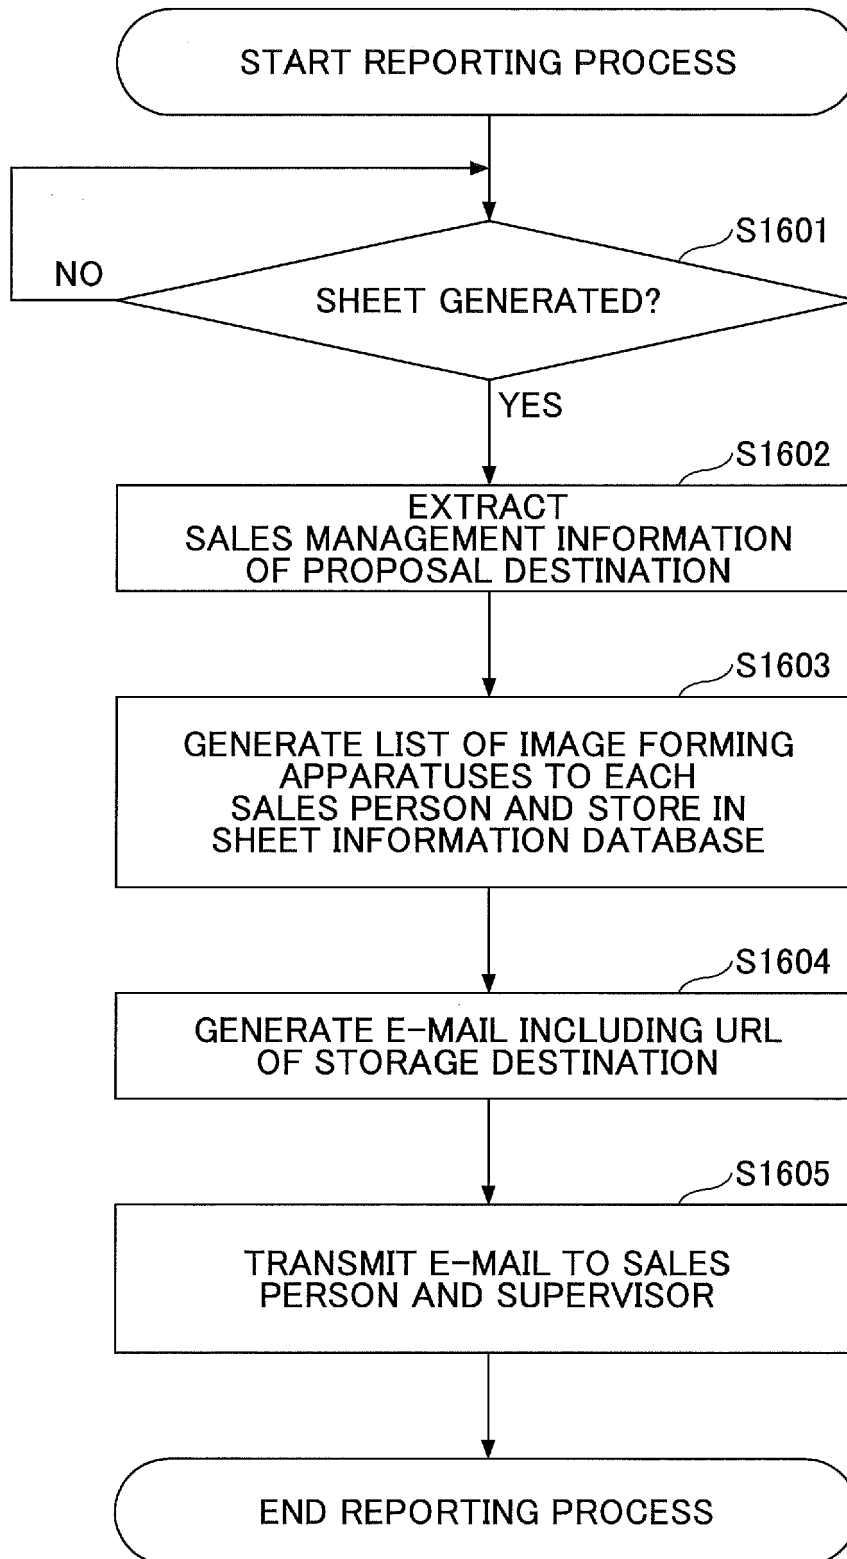 START REPORTING PROCESS
S1601
NO
SHEET GENERATED?
YES
S1602
EXTRACT
SALES MANAGEMENT INFORMATION
OF PROPOSAL DESTINATION
S1603
GENERATE LIST OF IMAGE FORMING
APPARATUSES TO EACH
SALES PERSON AND STORE IN
SHEET INFORMATION DATABASE
S1604
GENERATE E-MAIL INCLUDING URL
OF STORAGE DESTINATION
S1605
TRANSMIT E-MAIL TO SALES
PERSON AND SUPERVISOR
END REPORTING PROCESS